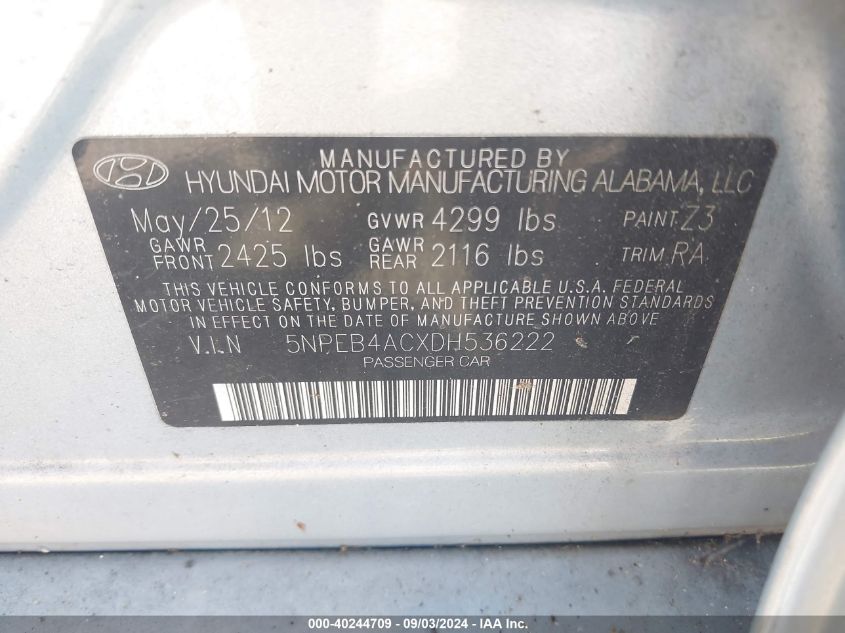 MANUFACTURED BY
HYUNDAI MOTOR MANUFACTURING ALABAMA, LLC
May/25/12 GVWR 4299 lbs PAINT Z3
GAWR FRONT 2425 lbs GAWR REAR 2116 lbs TRIM RA
THIS VEHICLE CONFORMS TO ALL APPLICABLE U.S.A. FEDERAL
MOTOR VEHICLE SAFETY, BUMPER, AND THEFT PREVENTION STANDARDS
IN EFFECT ON THE DATE OF MANUFACTURE SHOWN ABOVE
V.I.N 5NPEB4ACXDH536222
PASSENGER CAR
000-40244709 - 09/03/2024 - IAA Inc.